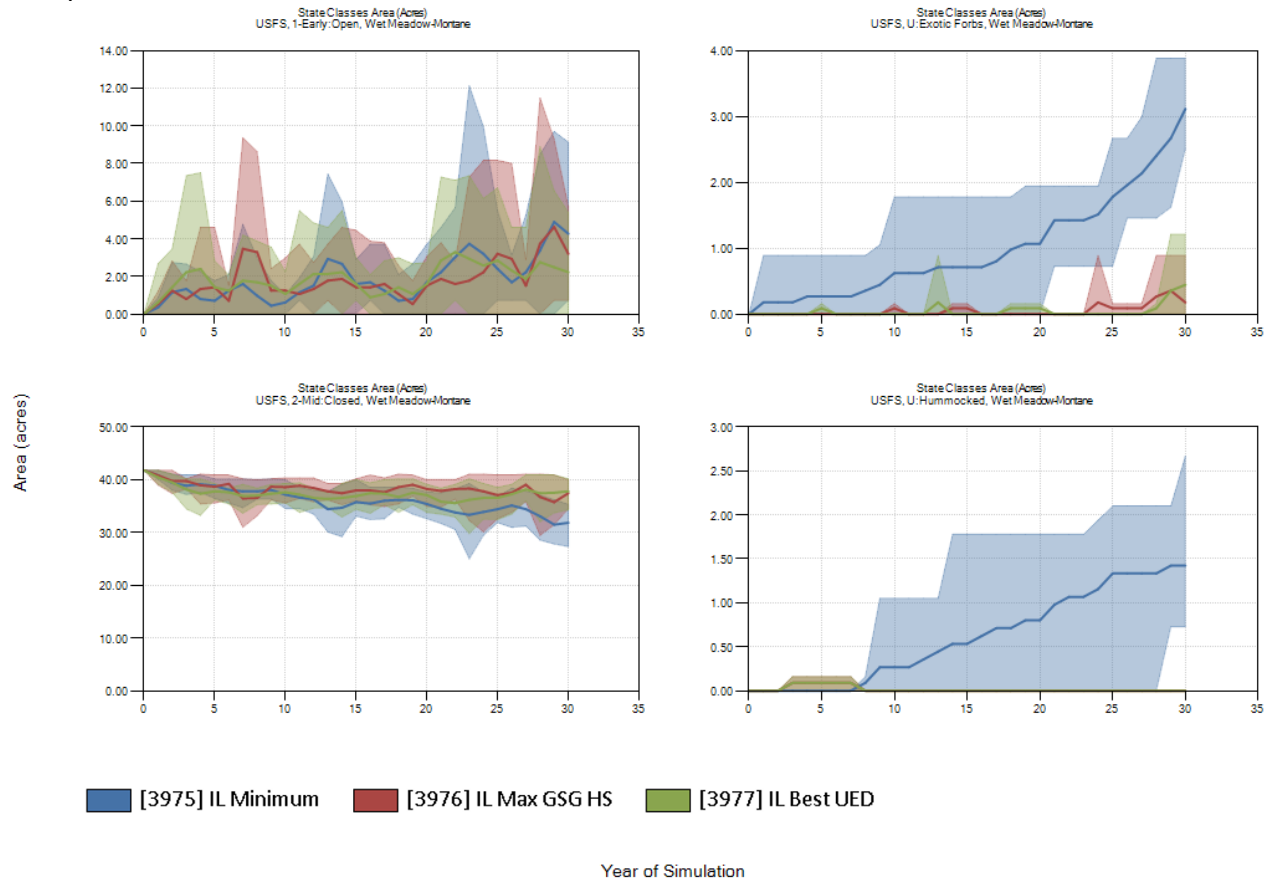 State Classes Area (Acres)
USFS, 1-Early:Open, Wet Meadow-Montane
14.00
12.00
10.00
8.00
6.00
4.00
2.00
0.00
0 5 10 15 20 25 30 35
State Classes Area (Acres)
USFS, U:Exotic Forbs, Wet Meadow-Montane
4.00
3.00
2.00
1.00
0.00
0 5 10 15 20 25 30 35
Area (acres)
State Classes Area (Acres)
USFS, 2-Mid:Closed, Wet Meadow-Montane
50.00
40.00
30.00
20.00
10.00
0.00
0 5 10 15 20 25 30 35
State Classes Area (Acres)
USFS, U:Hummocked, Wet Meadow-Montane
3.00
2.50
2.00
1.50
1.00
0.50
0.00
0 5 10 15 20 25 30 35
[3975] IL Minimum [3976] IL Max GSG HS [3977] IL Best UED
Year of Simulation